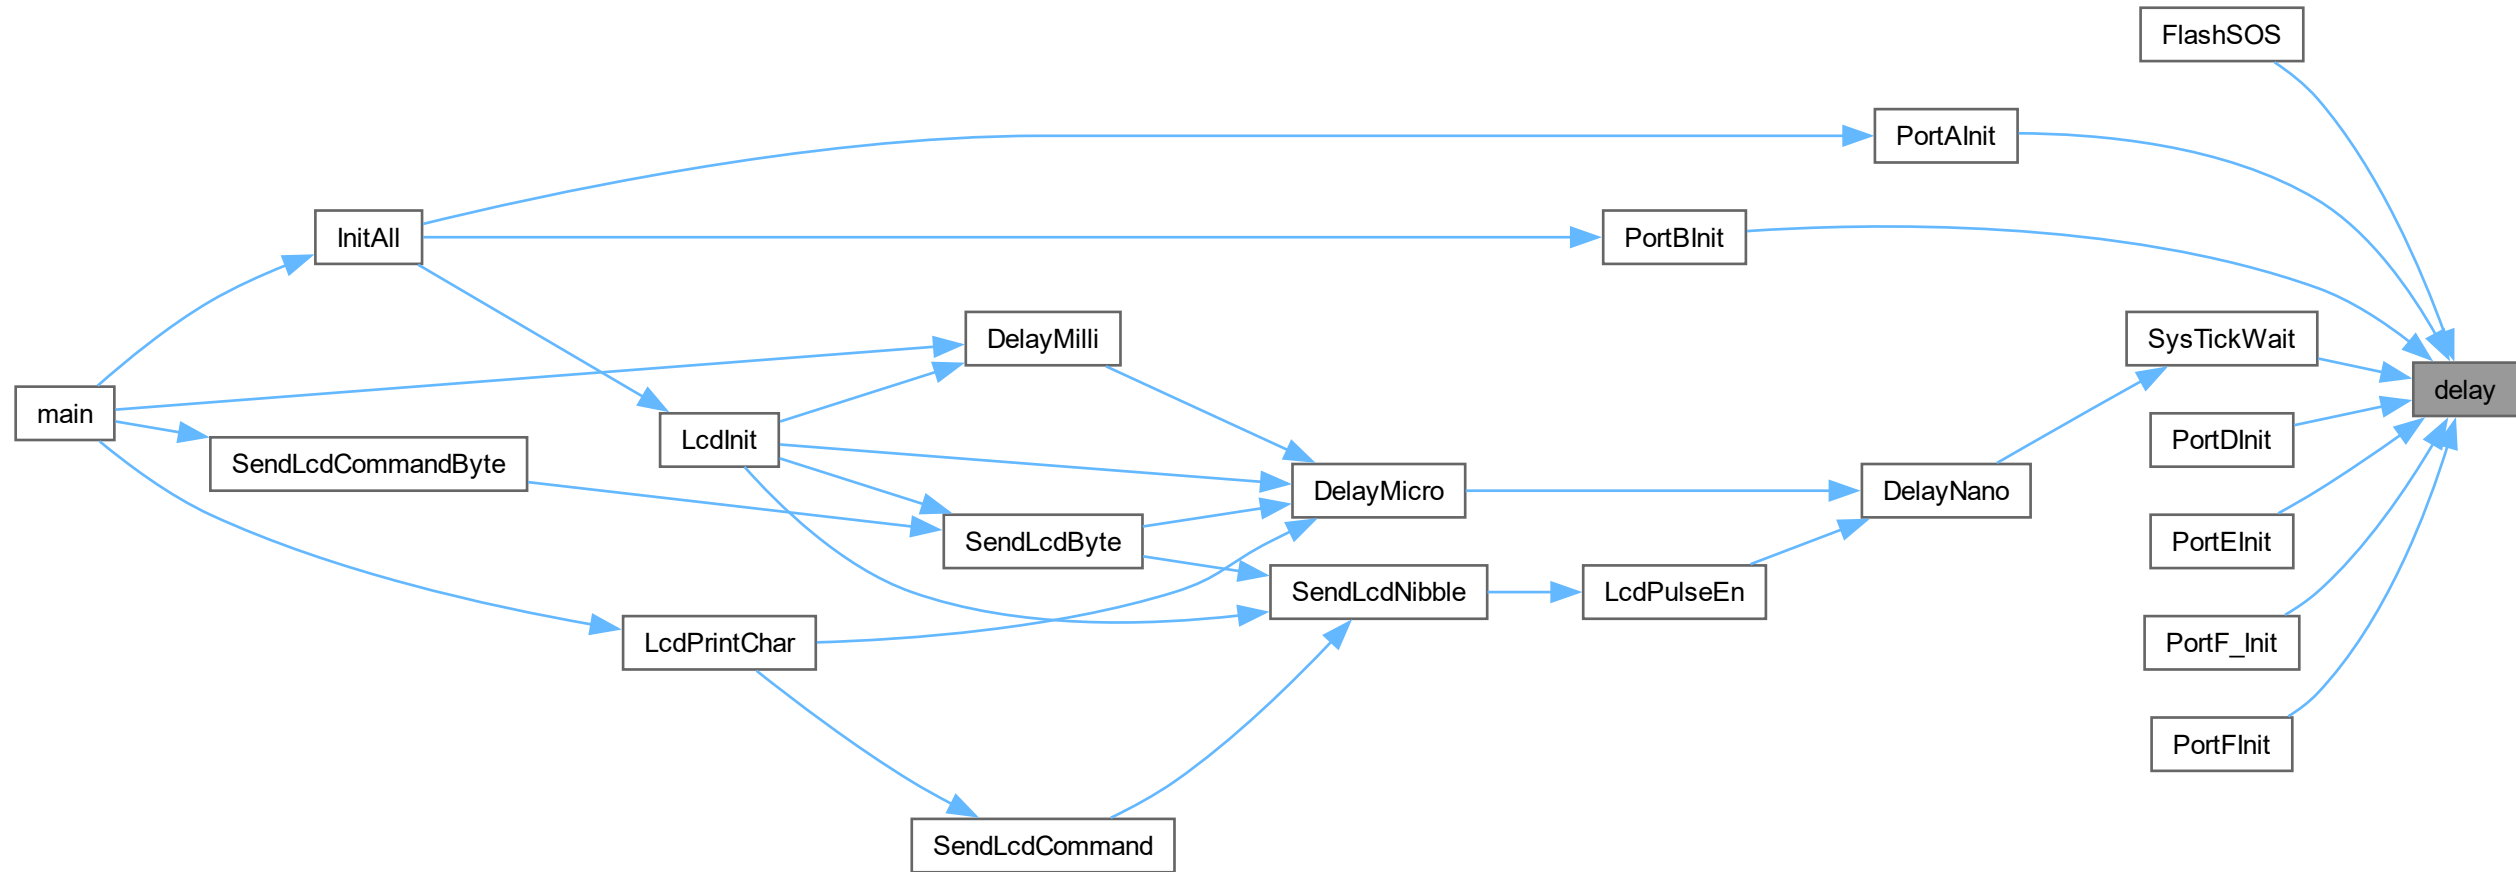 FlashSOS
PortAInit
InitAll
PortBInit
DelayMilli
SysTickWait
delay
main
LcdInit
PortDInit
SendLcdCommandByte
DelayMicro
DelayNano
SendLcdByte
PortEInit
SendLcdNibble
LcdPulseEn
LcdPrintChar
PortF_Init
PortFInit
SendLcdCommand